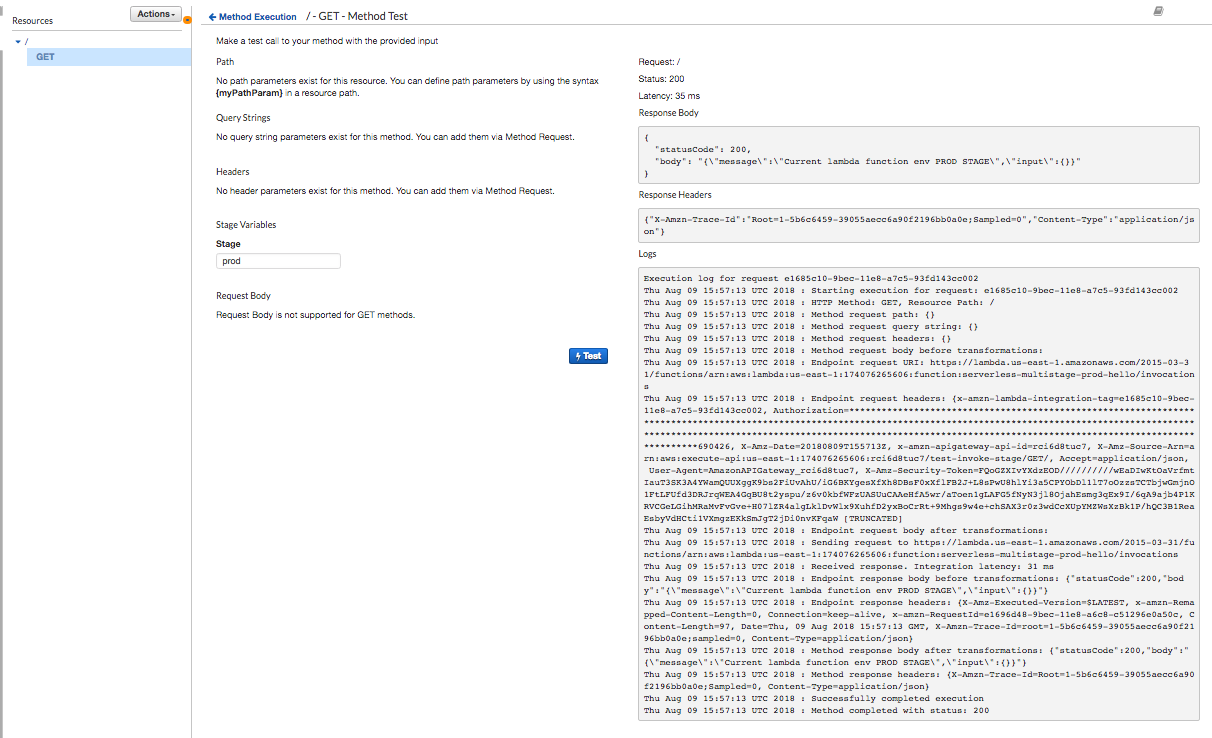 Resources
Actions
/
GET
Method Execution / - GET - Method Test
Make a test call to your method with the provided input
Path
No path parameters exist for this resource. You can define path parameters by using the syntax
{myPathParam} in a resource path.
Query Strings
No query string parameters exist for this method. You can add them via Method Request.
Headers
No header parameters exist for this method. You can add them via Method Request.
Stage Variables
Stage
prod
Request Body
Request Body is not supported for GET methods.
Test
Request: /
Status: 200
Latency: 35 ms
Response Body
{
"statusCode": 200,
"body": "{\"message\":\"Current lambda function env PROD STAGE\",\"input\":{}}"
}
Response Headers
{"X-Amzn-Trace-Id":"Root=1-5b6c6459-39055aecc6a90f2196bb0a0e;Sampled=0","Content-Type":"application/js
on"}
Logs
Execution log for request e1685c10-9bec-11e8-a7c5-93fd143cc002
Thu Aug 09 15:57:13 UTC 2018 : Starting execution for request: e1685c10-9bec-11e8-a7c5-93fd143cc002
Thu Aug 09 15:57:13 UTC 2018 : HTTP Method: GET, Resource Path: /
Thu Aug 09 15:57:13 UTC 2018 : Method request path: {}
Thu Aug 09 15:57:13 UTC 2018 : Method request query string: {}
Thu Aug 09 15:57:13 UTC 2018 : Method request headers: {}
Thu Aug 09 15:57:13 UTC 2018 : Method request body before transformations:
Thu Aug 09 15:57:13 UTC 2018 : Endpoint request URI: https://lambda.us-east-1.amazonaws.com/2015-03-3
1/functions/arn:aws:lambda:us-east-1:174076265606:function:serverless-multistage-prod-hello/invocation
s
Thu Aug 09 15:57:13 UTC 2018 : Endpoint request headers: {x-amzn-lambda-integration-tag=e1685c10-9bec-
11e8-a7c5-93fd143cc002, Authorization=
690426, X-Amz-Date=20180809T155713Z, x-amzn-apigateway-api-id=rci6d8tuc7, X-Amz-Source-Arn=a
rn:aws:execute-api:us-east-1:174076265606:rci6d8tuc7/test-invoke-stage/GET/, Accept=application/json,
User-Agent=AmazonAPIGateway_rci6d8tuc7, X-Amz-Security-Token=
[TRUNCATED]
Thu Aug 09 15:57:13 UTC 2018 : Endpoint request body after transformations:
Thu Aug 09 15:57:13 UTC 2018 : Sending request to https://lambda.us-east-1.amazonaws.com/2015-03-31/fu
nctions/arn:aws:lambda:us-east-1:174076265606:function:serverless-multistage-prod-hello/invocations
Thu Aug 09 15:57:13 UTC 2018 : Received response. Integration latency: 31 ms
Thu Aug 09 15:57:13 UTC 2018 : Endpoint response body before transformations: {"statusCode":200,"bod
y":"{\"message\":\"Current lambda function env PROD STAGE\",\"input\":{}}"}
Thu Aug 09 15:57:13 UTC 2018 : Endpoint response headers: {X-Amz-Executed-Version=$LATEST, x-amzn-Rema
pped-Content-Length=0, Connection=keep-alive, x-amzn-RequestId=e1696d48-9bec-11e8-a6c8-c51296e0a50c, C
ontent-Length=97, Date=Thu, 09 Aug 2018 15:57:13 GMT, X-Amzn-Trace-Id=root=1-5b6c6459-39055aecc6a90f21
96bb0a0e;sampled=0, Content-Type=application/json}
Thu Aug 09 15:57:13 UTC 2018 : Method response body after transformations: {"statusCode":200,"body":"
{\"message\":\"Current lambda function env PROD STAGE\",\"input\":{}}"}
Thu Aug 09 15:57:13 UTC 2018 : Method response headers: {X-Amzn-Trace-Id=Root=1-5b6c6459-39055aecc6a90
f2196bb0a0e;Sampled=0, Content-Type=application/json}
Thu Aug 09 15:57:13 UTC 2018 : Successfully completed execution
Thu Aug 09 15:57:13 UTC 2018 : Method completed with status: 200